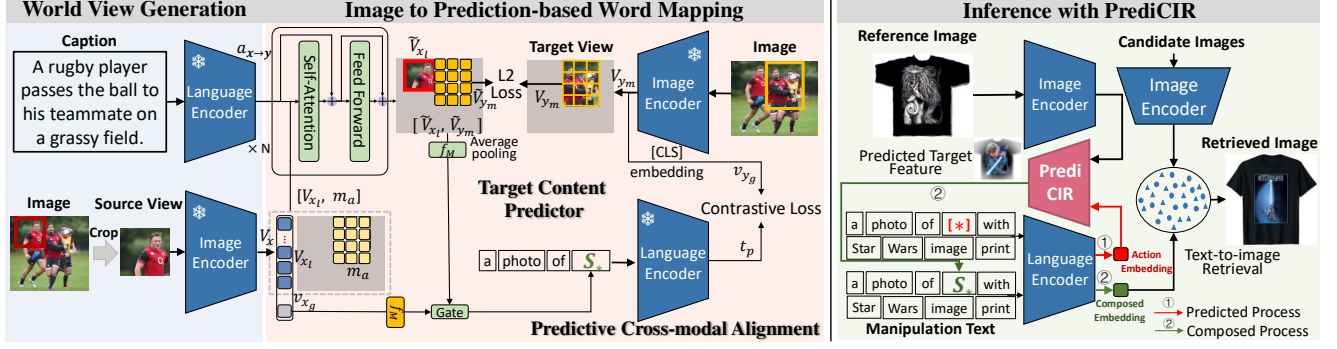 World View Generation
Image to Prediction-based Word Mapping
Inference with PrediCIR
Caption
A rugby player
passes the ball to
his teammate on
a grassy field.
Language
Encoder
a_{x→y}
× N
Self-Attention
Feed Forward
Ṽ_{x_l}
Ṽ_{y_m}
[Ṽ_{x_l}, Ṽ_{y_m}]
L2
Loss
Target View
V_{y_m}
V_{y_m}
Image
Encoder
Image
Average
pooling
f_M
[CLS]
embedding
v_{y_g}
Target Content
Predictor
Contrastive Loss
t_p
Image
Source View
Crop
Image
Encoder
V_x
[V_{x_l}, m_a]
V_{x_l}
m_a
v_{x_g}
f_M
Gate
a photo of S_*
Language
Encoder
Predictive Cross-modal Alignment
Reference Image
Image
Encoder
Candidate Images
Image
Encoder
Predicted Target
Feature
Predi
CIR
Retrieved Image
②
a photo of [*] with
Star Wars image print
a photo of S_* with
Star Wars image print
Manipulation Text
Language
Encoder
①
Action
Embedding
②
Composed
Embedding
Text-to-image
Retrieval
① Predicted Process
② Composed Process